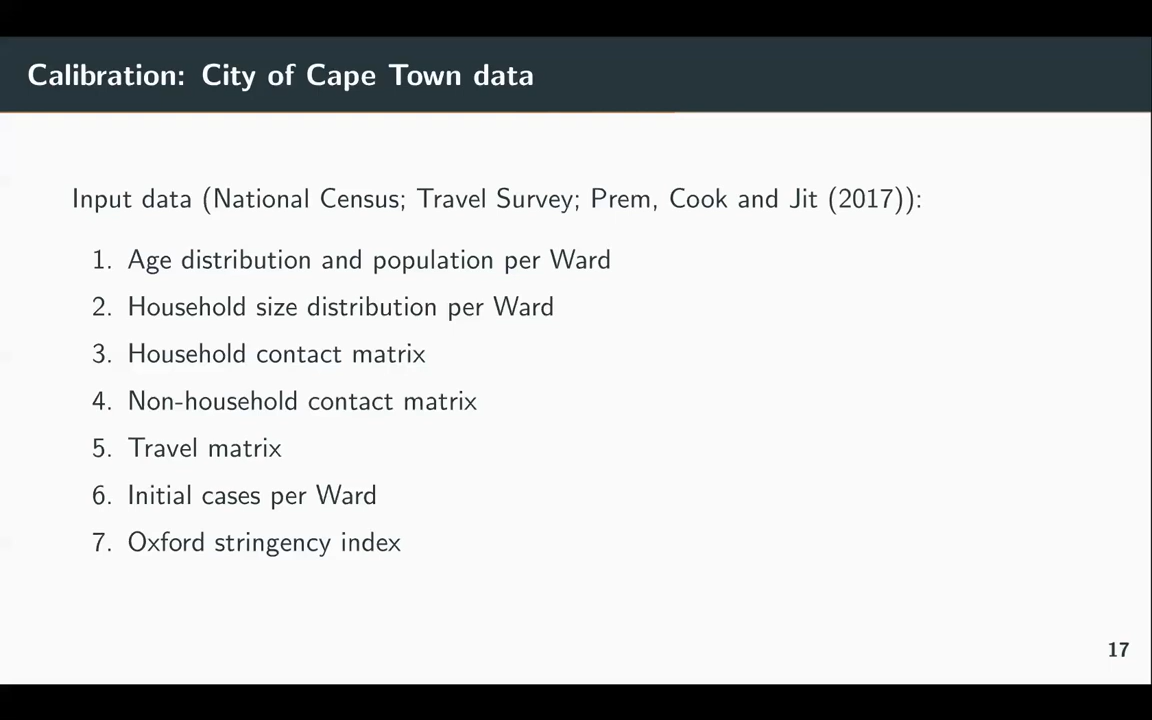 Calibration: City of Cape Town data
Input data (National Census; Travel Survey; Prem, Cook and Jit (2017)):
1. Age distribution and population per Ward
2. Household size distribution per Ward
3. Household contact matrix
4. Non-household contact matrix
5. Travel matrix
6. Initial cases per Ward
7. Oxford stringency index
17